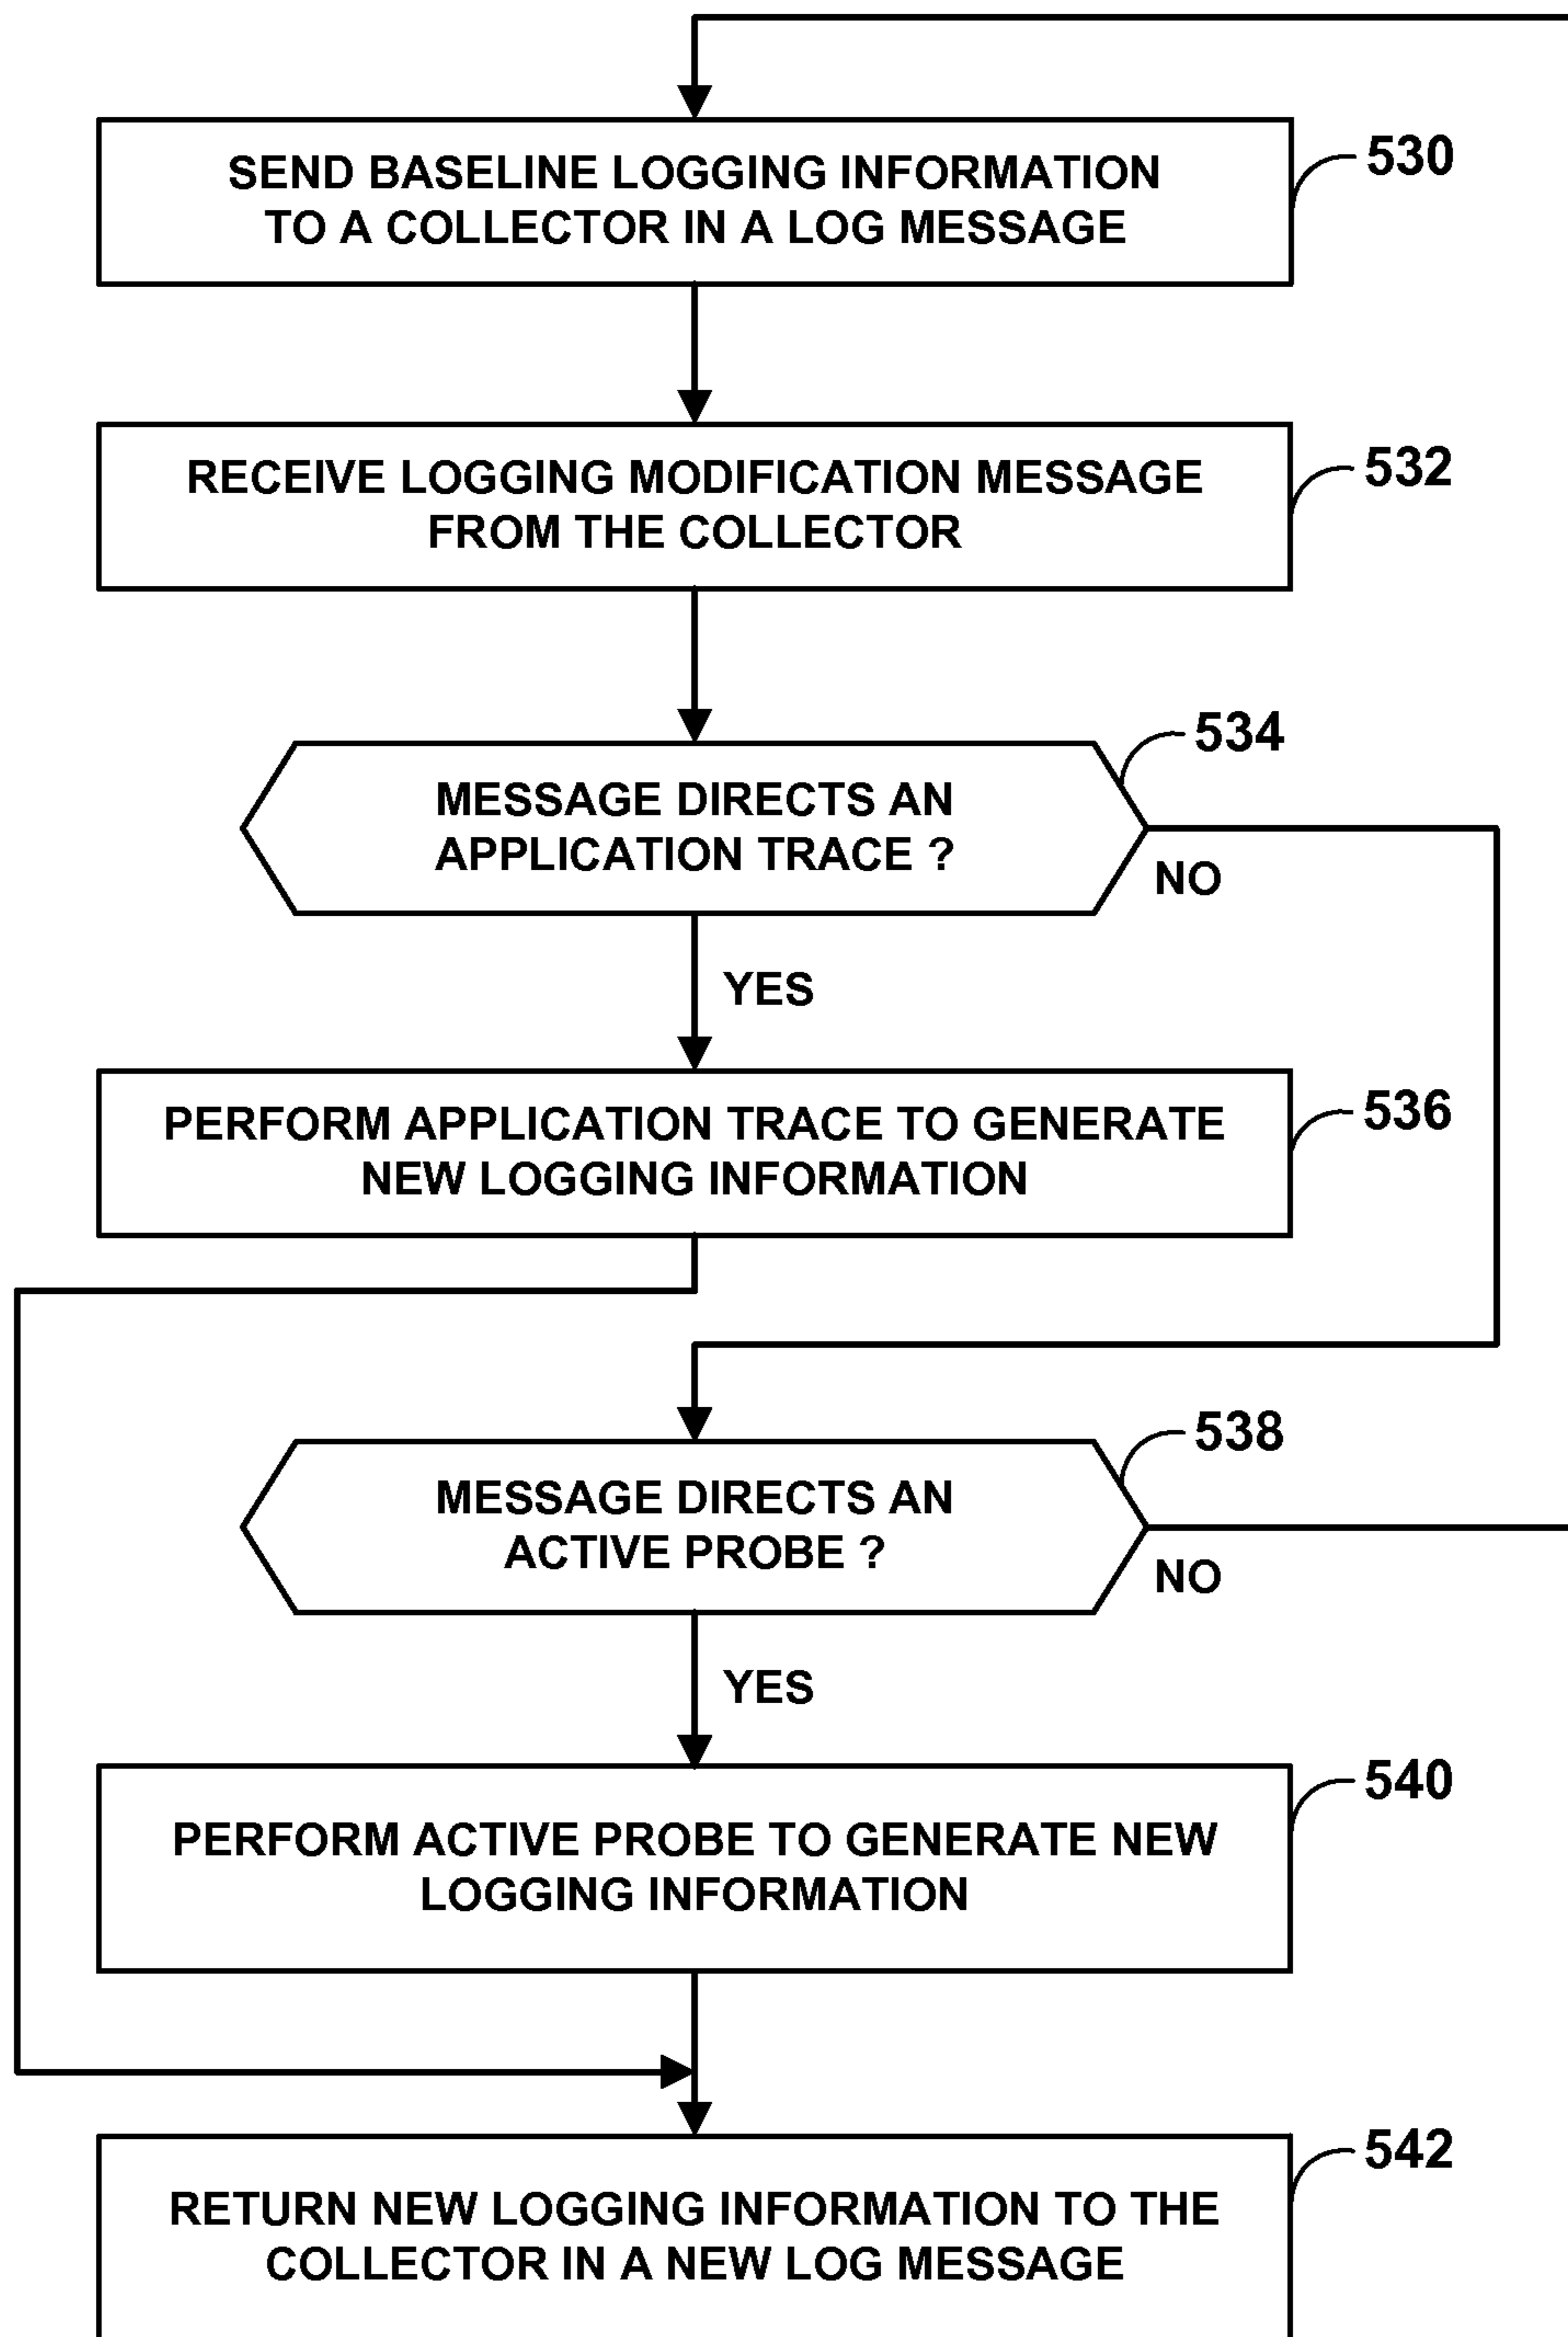 SEND BASELINE LOGGING INFORMATION
TO A COLLECTOR IN A LOG MESSAGE
530
RECEIVE LOGGING MODIFICATION MESSAGE
FROM THE COLLECTOR
532
534
MESSAGE DIRECTS AN
APPLICATION TRACE ?
NO
YES
PERFORM APPLICATION TRACE TO GENERATE
NEW LOGGING INFORMATION
536
538
MESSAGE DIRECTS AN
ACTIVE PROBE ?
NO
YES
PERFORM ACTIVE PROBE TO GENERATE NEW
LOGGING INFORMATION
540
RETURN NEW LOGGING INFORMATION TO THE
COLLECTOR IN A NEW LOG MESSAGE
542